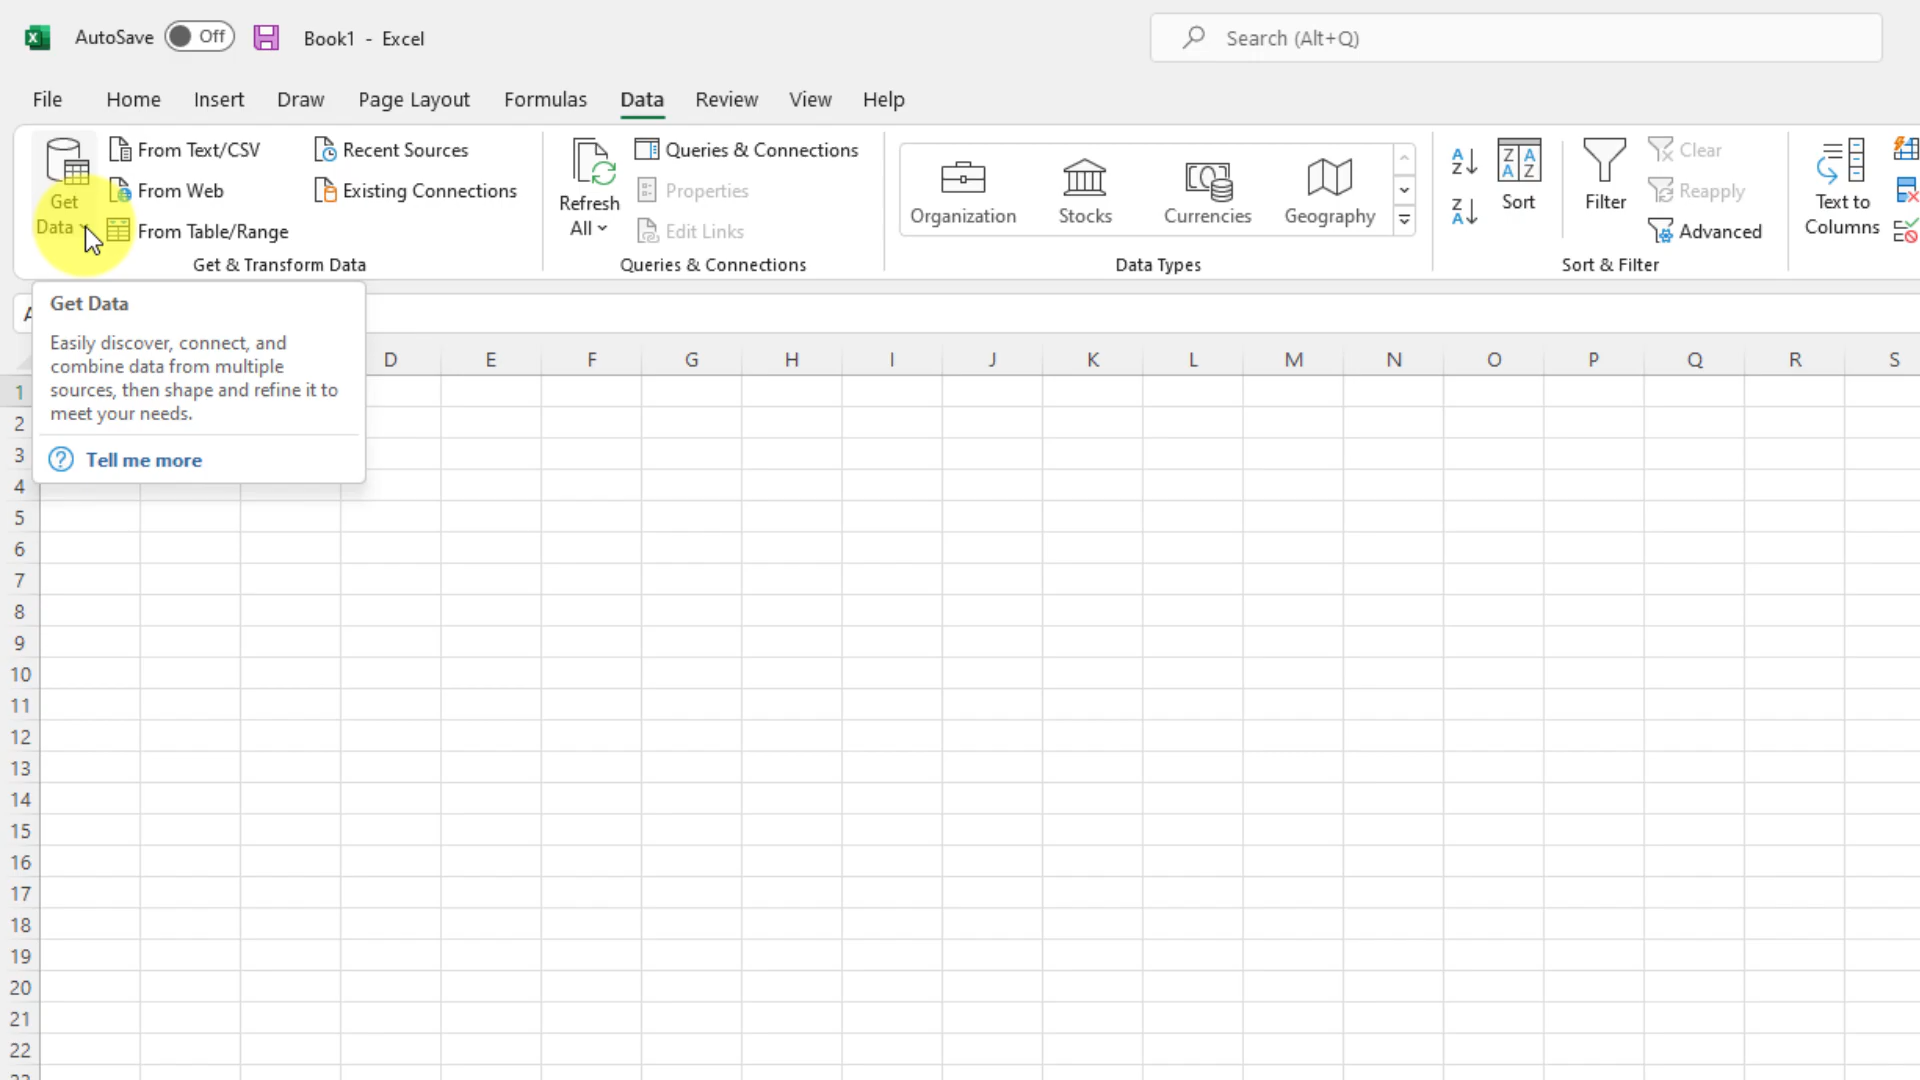 AutoSave Off Book1 - Excel Search (Alt+Q)
File Home Insert Draw Page Layout Formulas Data Review View Help
Get Data
From Text/CSV
From Web
From Table/Range
Recent Sources
Existing Connections
Get & Transform Data
Refresh
All
Queries & Connections
Properties
Edit Links
Queries & Connections
Organization Stocks Currencies Geography
Data Types
Sort
Filter
Clear
Reapply
Advanced
Sort & Filter
Text to
Columns
Get Data
Easily discover, connect, and
combine data from multiple
sources, then shape and refine it to
meet your needs.
Tell me more
D E F G H I J K L M N O P Q R S
1
2
3
4
5
6
7
8
9
10
11
12
13
14
15
16
17
18
19
20
21
22